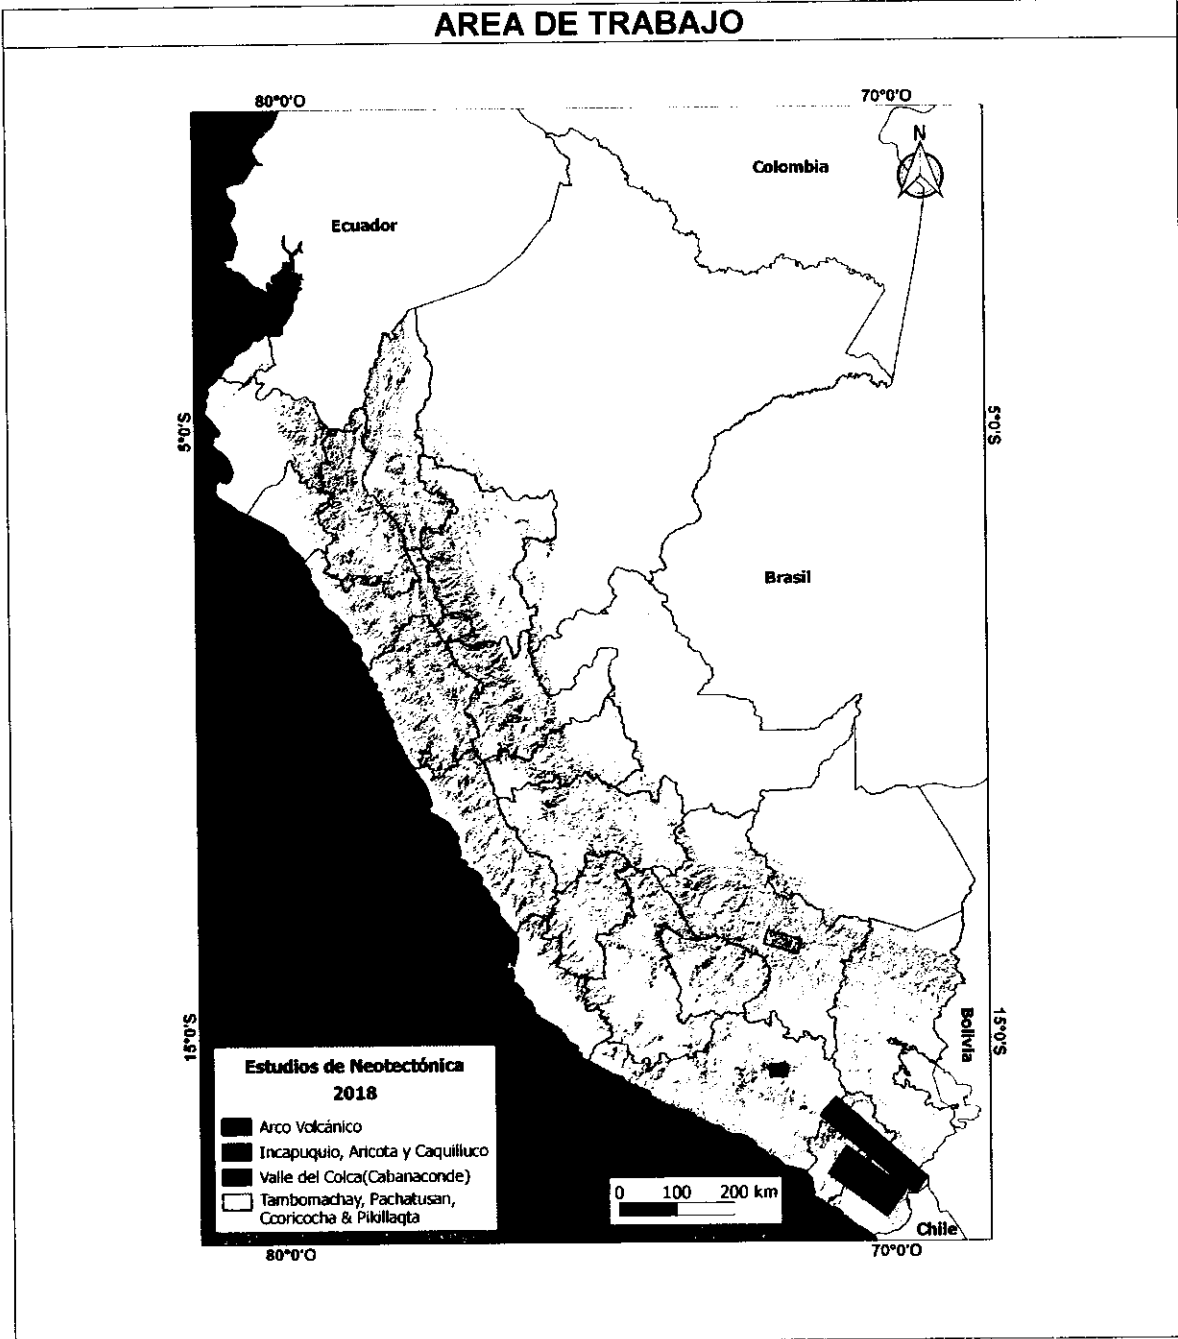 AREA DE TRABAJO
80°0'O
70°0'O
N
Colombia
Ecuador
5°0'S
5°0'S
Brasil
15°0'S
15°0'S
Bolivia
Estudios de Neotectónica
2018
Arco Volcánico
Incapuquio, Aricota y Caquilluco
Valle del Colca(Cabanaconde)
Tambomachay, Pachatusan,
Ccoricocha & Pikillaqta
0 100 200 km
Chile
80°0'O
70°0'O